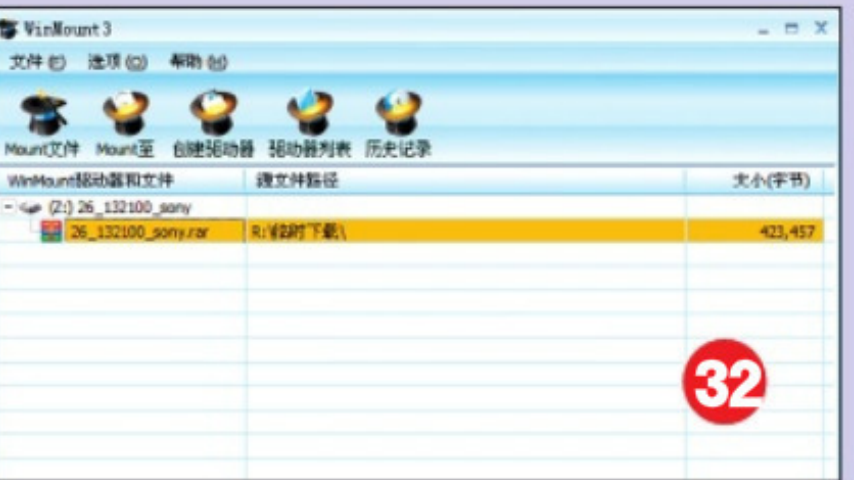 WinMount 3
文件(F) 选项(O) 帮助(H)
Mount文件 Mount至 创建驱动器 驱动器列表 历史记录
WinMount驱动器和文件 源文件路径 大小(字节)
(Z:) 26_132100_sony
26_132100_sony.rar R:\临时下载\ 423,457
32